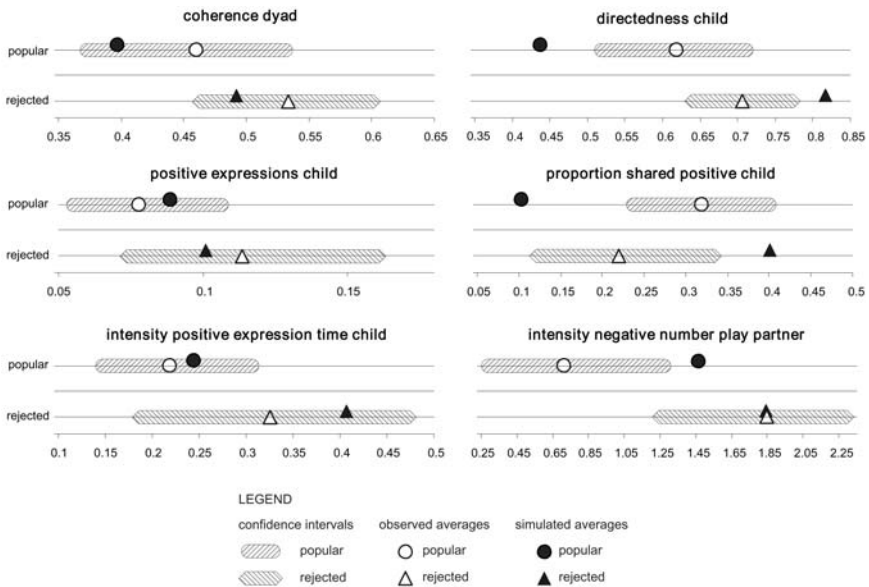 coherence dyad
directedness child
popular
rejected
0.35 0.4 0.45 0.5 0.55 0.6 0.65
0.35 0.4 0.45 0.5 0.55 0.6 0.65 0.7 0.75 0.8 0.85
positive expressions child
proportion shared positive child
popular
rejected
0.05 0.1 0.15
0.05 0.1 0.15 0.2 0.25 0.3 0.35 0.4 0.45 0.5
intensity positive expression time child
intensity negative number play partner
popular
rejected
0.1 0.15 0.2 0.25 0.3 0.35 0.4 0.45 0.5
0.25 0.45 0.65 0.85 1.05 1.25 1.45 1.65 1.85 2.05 2.25
LEGEND
confidence intervals observed averages simulated averages
popular popular popular
rejected rejected rejected